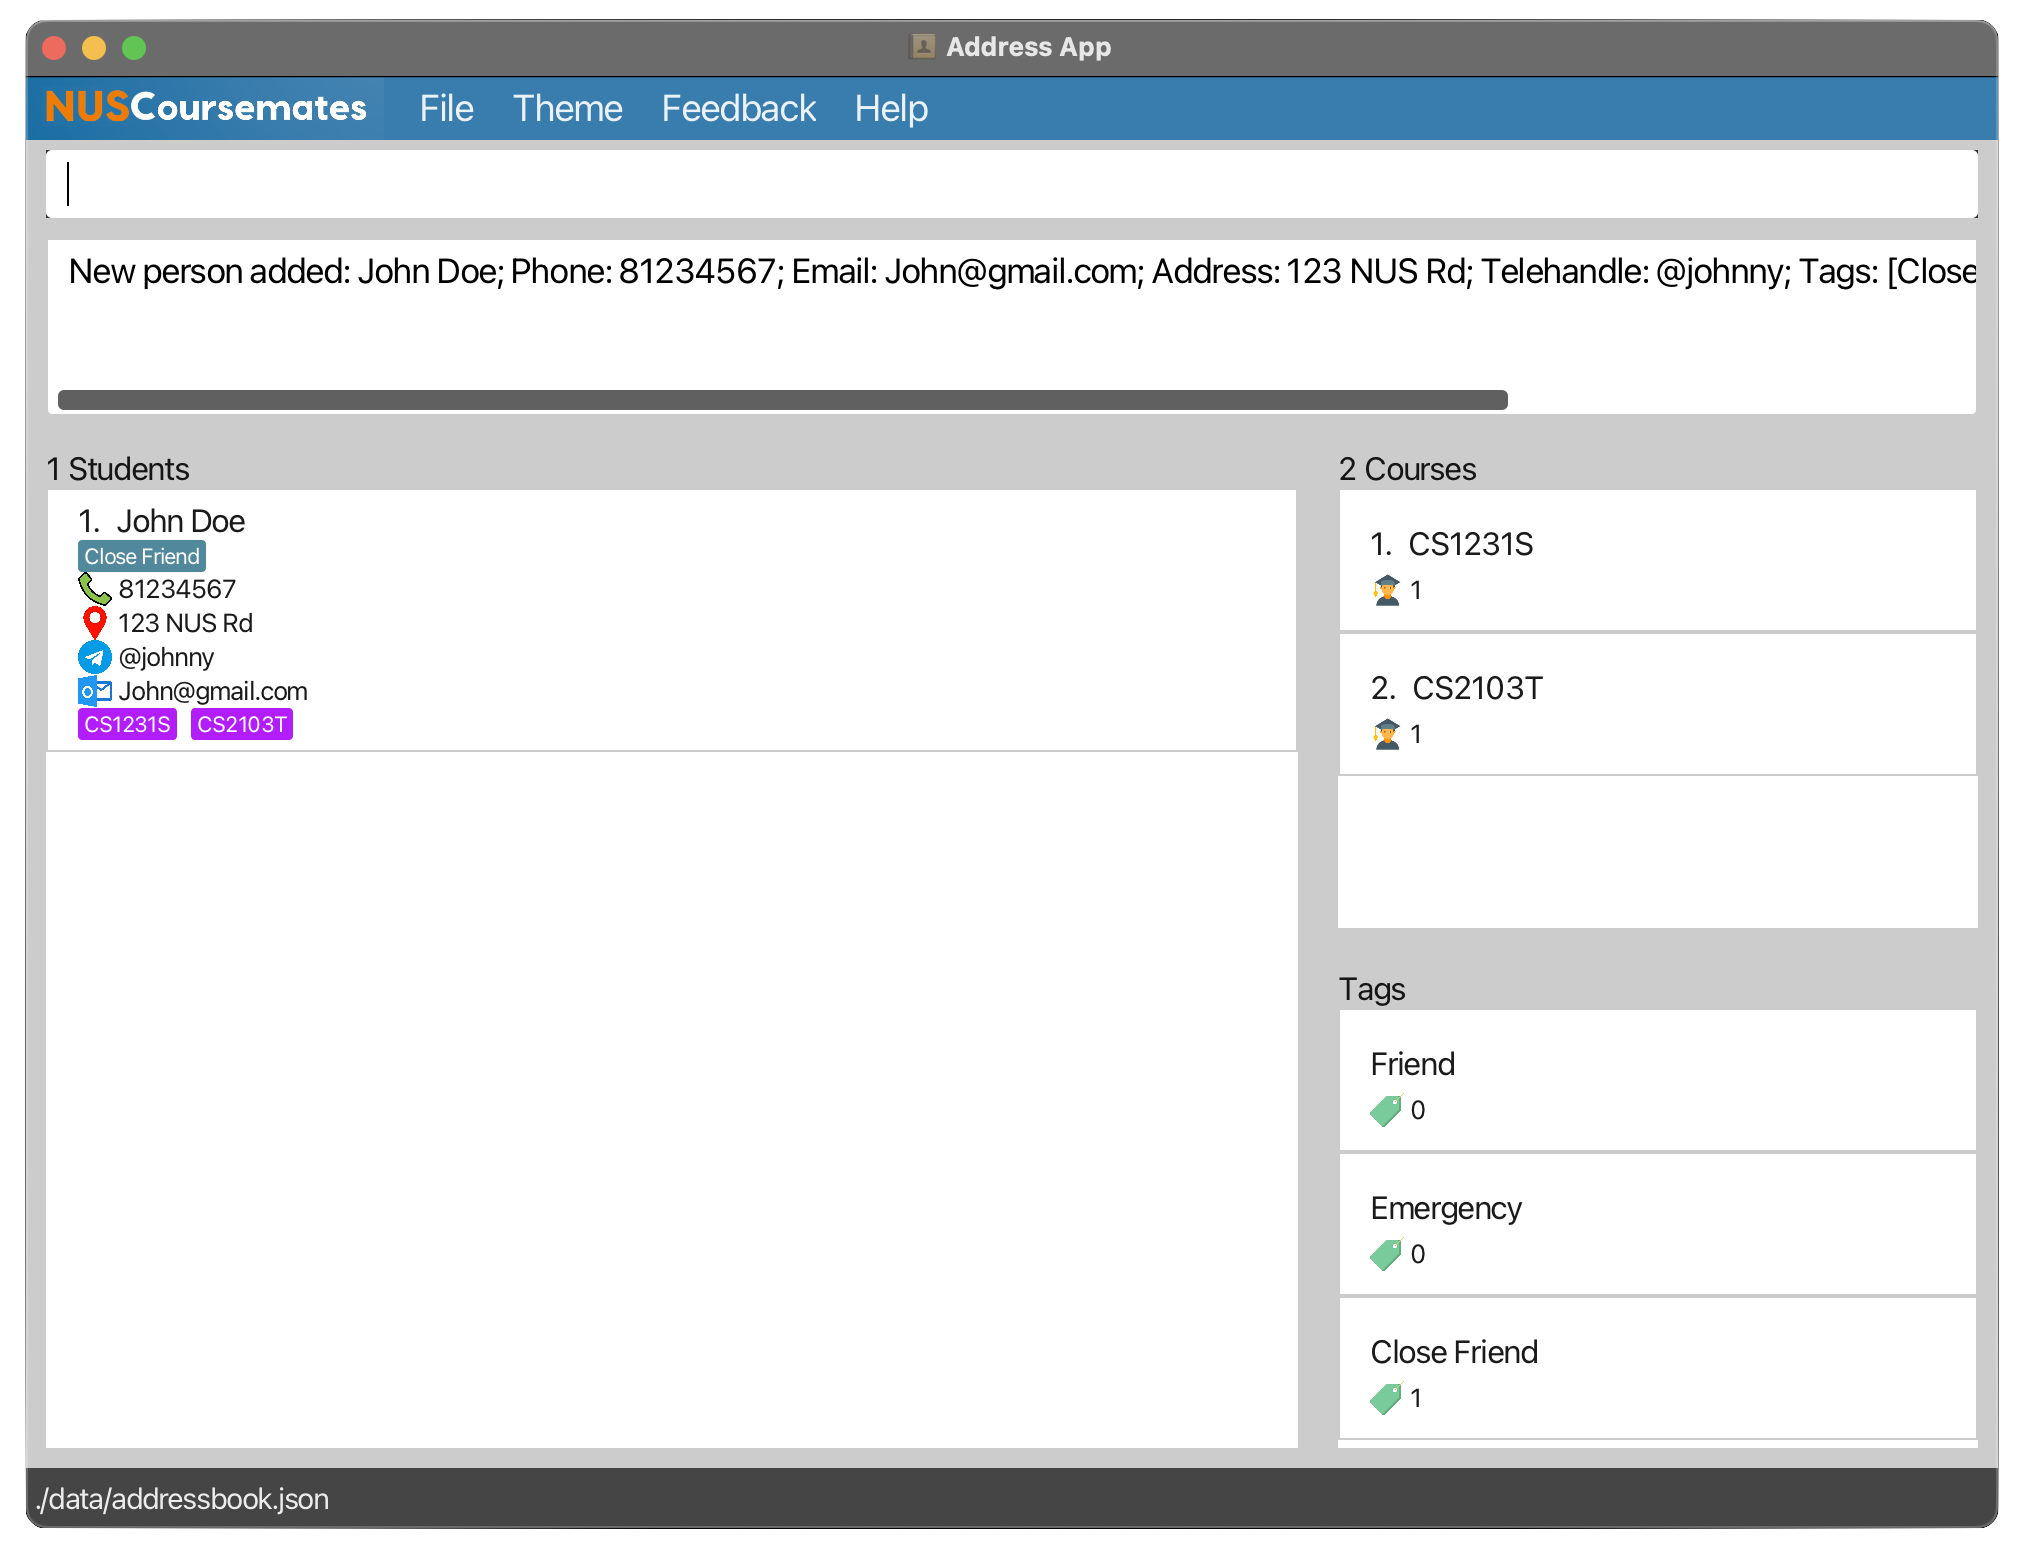 Address App
NUSCoursemates File Theme Feedback Help
New person added: John Doe; Phone: 81234567; Email: John@gmail.com; Address: 123 NUS Rd; Telehandle: @johnny; Tags: [Close
1 Students
1. John Doe
Close Friend
81234567
123 NUS Rd
@johnny
John@gmail.com
CS1231S CS2103T
2 Courses
1. CS1231S
1
2. CS2103T
1
Tags
Friend
0
Emergency
0
Close Friend
1
./data/addressbook.json